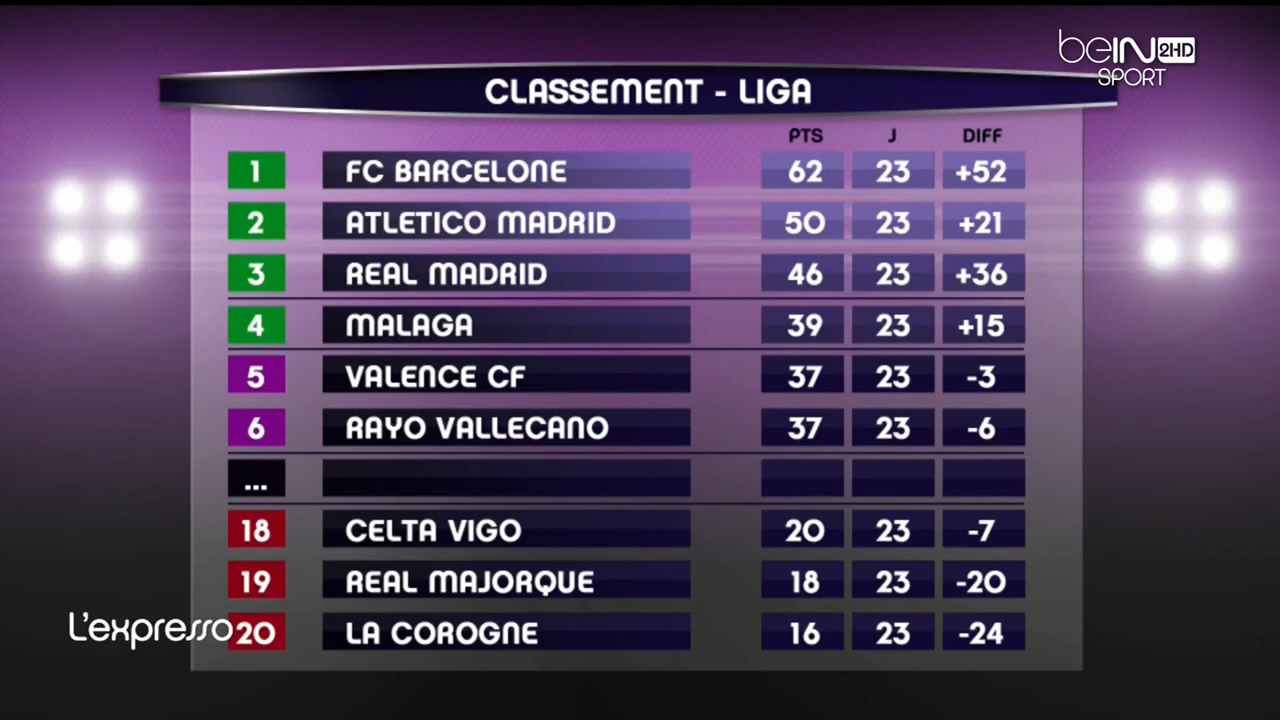 beIN 2HD
SPORT
CLASSEMENT - LIGA
PTS J DIFF
1 FC BARCELONE 62 23 +52
2 ATLETICO MADRID 50 23 +21
3 REAL MADRID 46 23 +36
4 MALAGA 39 23 +15
5 VALENCE CF 37 23 -3
6 RAYO VALLECANO 37 23 -6
...
18 CELTA VIGO 20 23 -7
19 REAL MAJORQUE 18 23 -20
L'expresso
20 LA COROGNE 16 23 -24